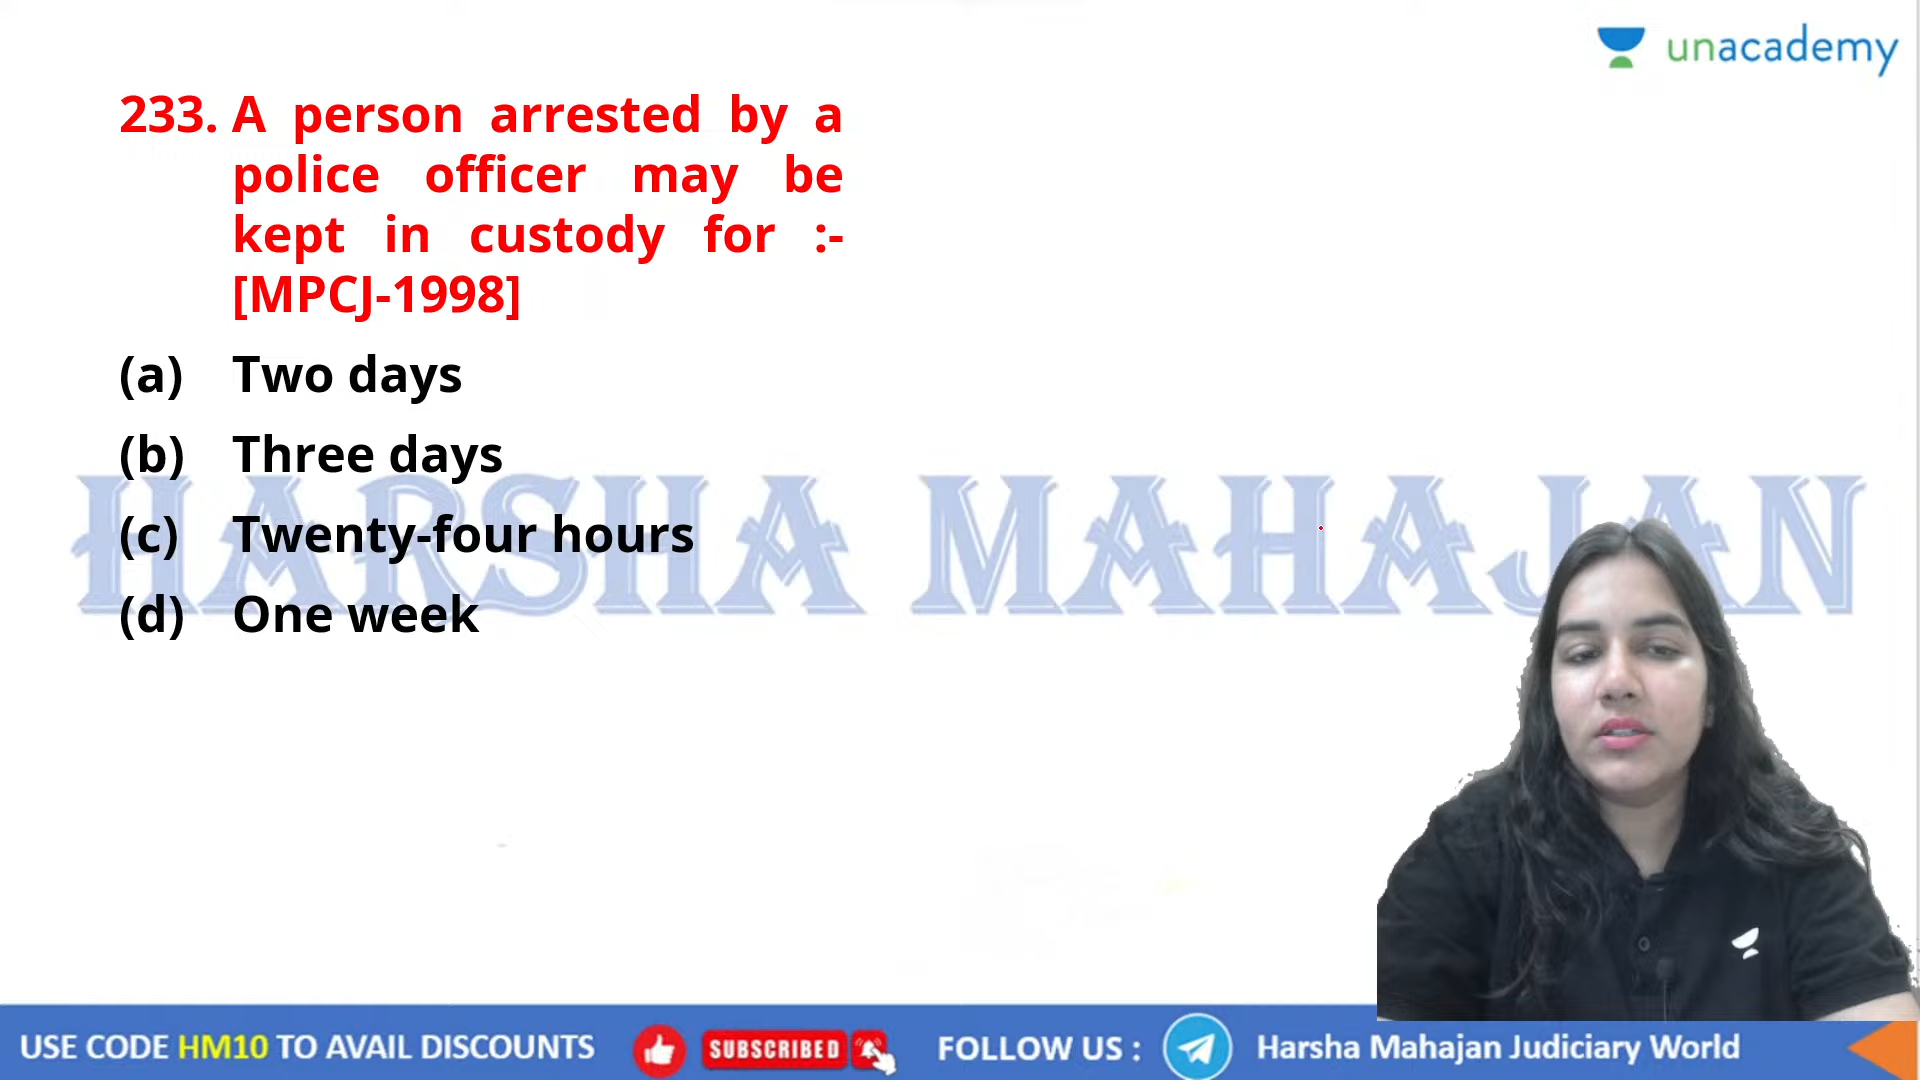 unacademy
233. A person arrested by a
police officer may be
kept in custody for :-
[MPCJ-1998]
(a) Two days
(b) Three days
(c) Twenty-four hours
(d) One week
HARSHA MAHAJAN
USE CODE HM10 TO AVAIL DISCOUNTS
SUBSCRIBED
FOLLOW US :
Harsha Mahajan Judiciary World